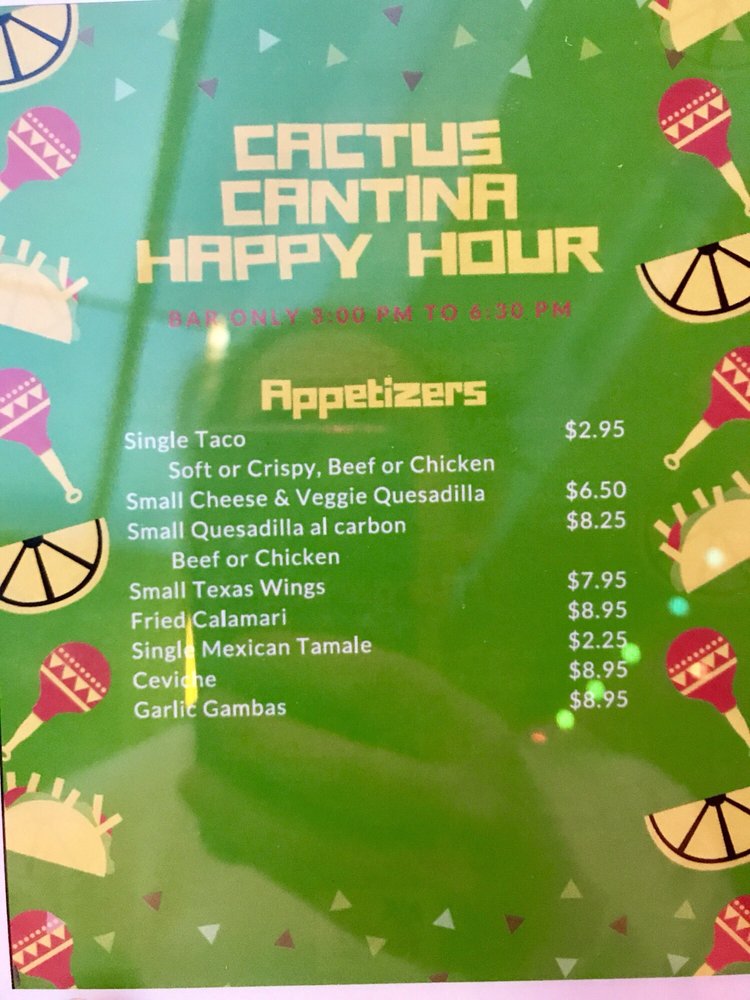 CACTUS
CANTINA
HAPPY HOUR
BAR ONLY 3:00 PM TO 6:30 PM
Appetizers
Single Taco $2.95
Soft or Crispy, Beef or Chicken
Small Cheese & Veggie Quesadilla $6.50
Small Quesadilla al carbon $8.25
Beef or Chicken
Small Texas Wings $7.95
Fried Calamari $8.95
Single Mexican Tamale $2.25
Ceviche $8.95
Garlic Gambas $8.95